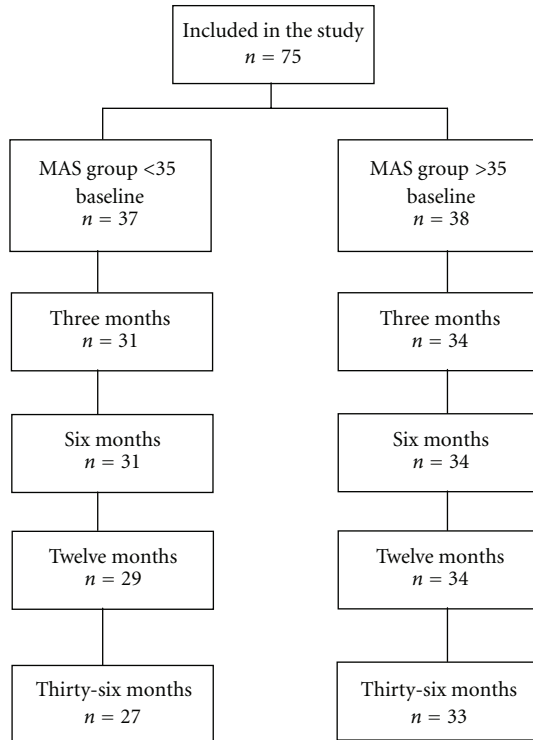 Included in the study
n = 75
MAS group <35
baseline
n = 37
MAS group >35
baseline
n = 38
Three months
n = 31
Three months
n = 34
Six months
n = 31
Six months
n = 34
Twelve months
n = 29
Twelve months
n = 34
Thirty-six months
n = 27
Thirty-six months
n = 33